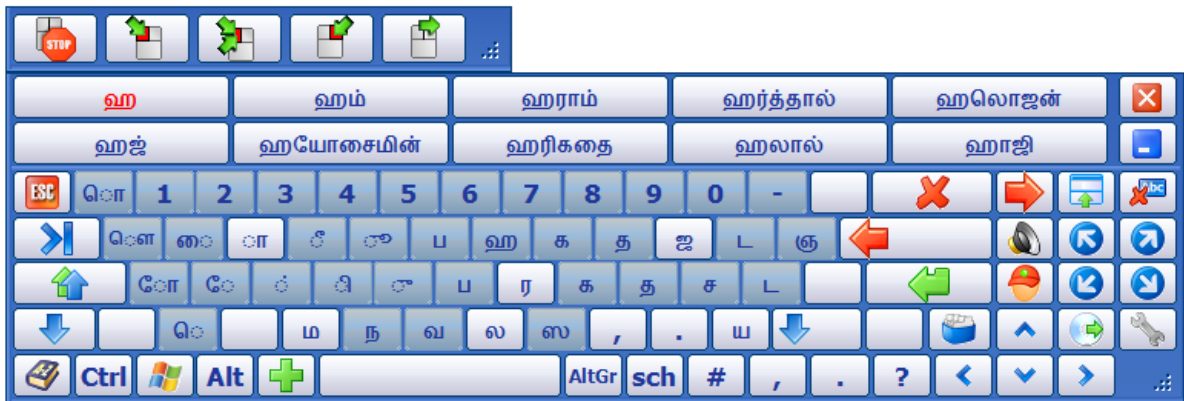 STOP
ஹ ஹம் ஹராம் ஹர்த்தால் ஹலொஜன்
ஹஜ் ஹயோசைமின் ஹரிகதை ஹலால் ஹாஜி
ESC ொ 1 2 3 4 5 6 7 8 9 0 - abc
ௌ ை ா ீ ூ ப ஹ க த ஜ ட ஞ
ோ ே ் ி ு ப ர க த ச ட
ெ ம ந வ ல ஸ , . ய
Ctrl Alt AltGr sch # , . ?